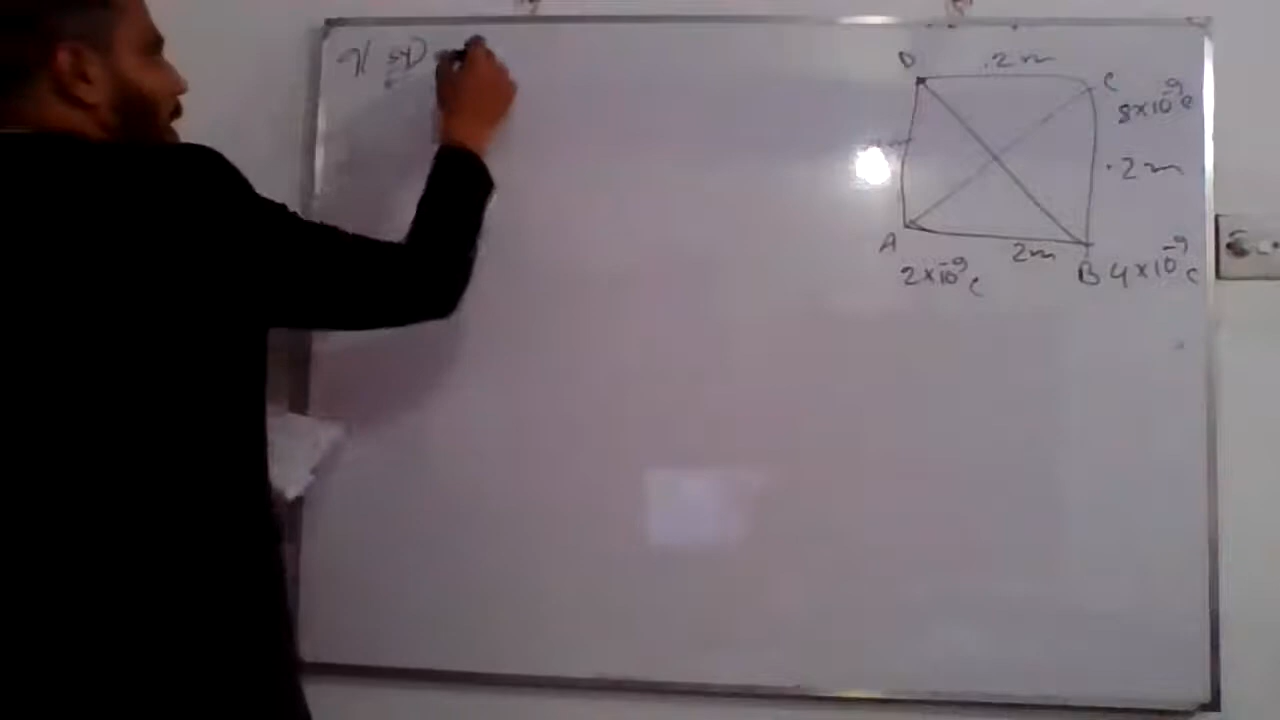 D .2m C
8×10⁻⁹c
.2m
A 2m B 4×10⁻⁹c
2×10⁻⁹c